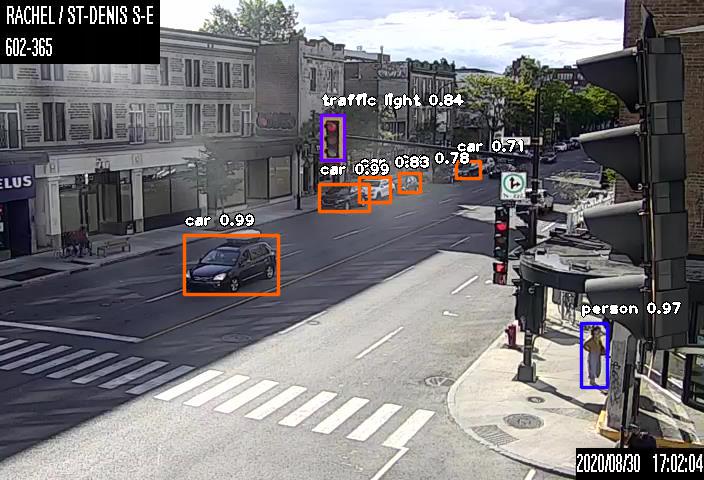 RACHEL / ST-DENIS S-E
602-365
traffic light 0.84
car 0.71
0.83
0.78
car 0.99
car 0.99
ELUS
person 0.97
2020/08/30 17:02:04